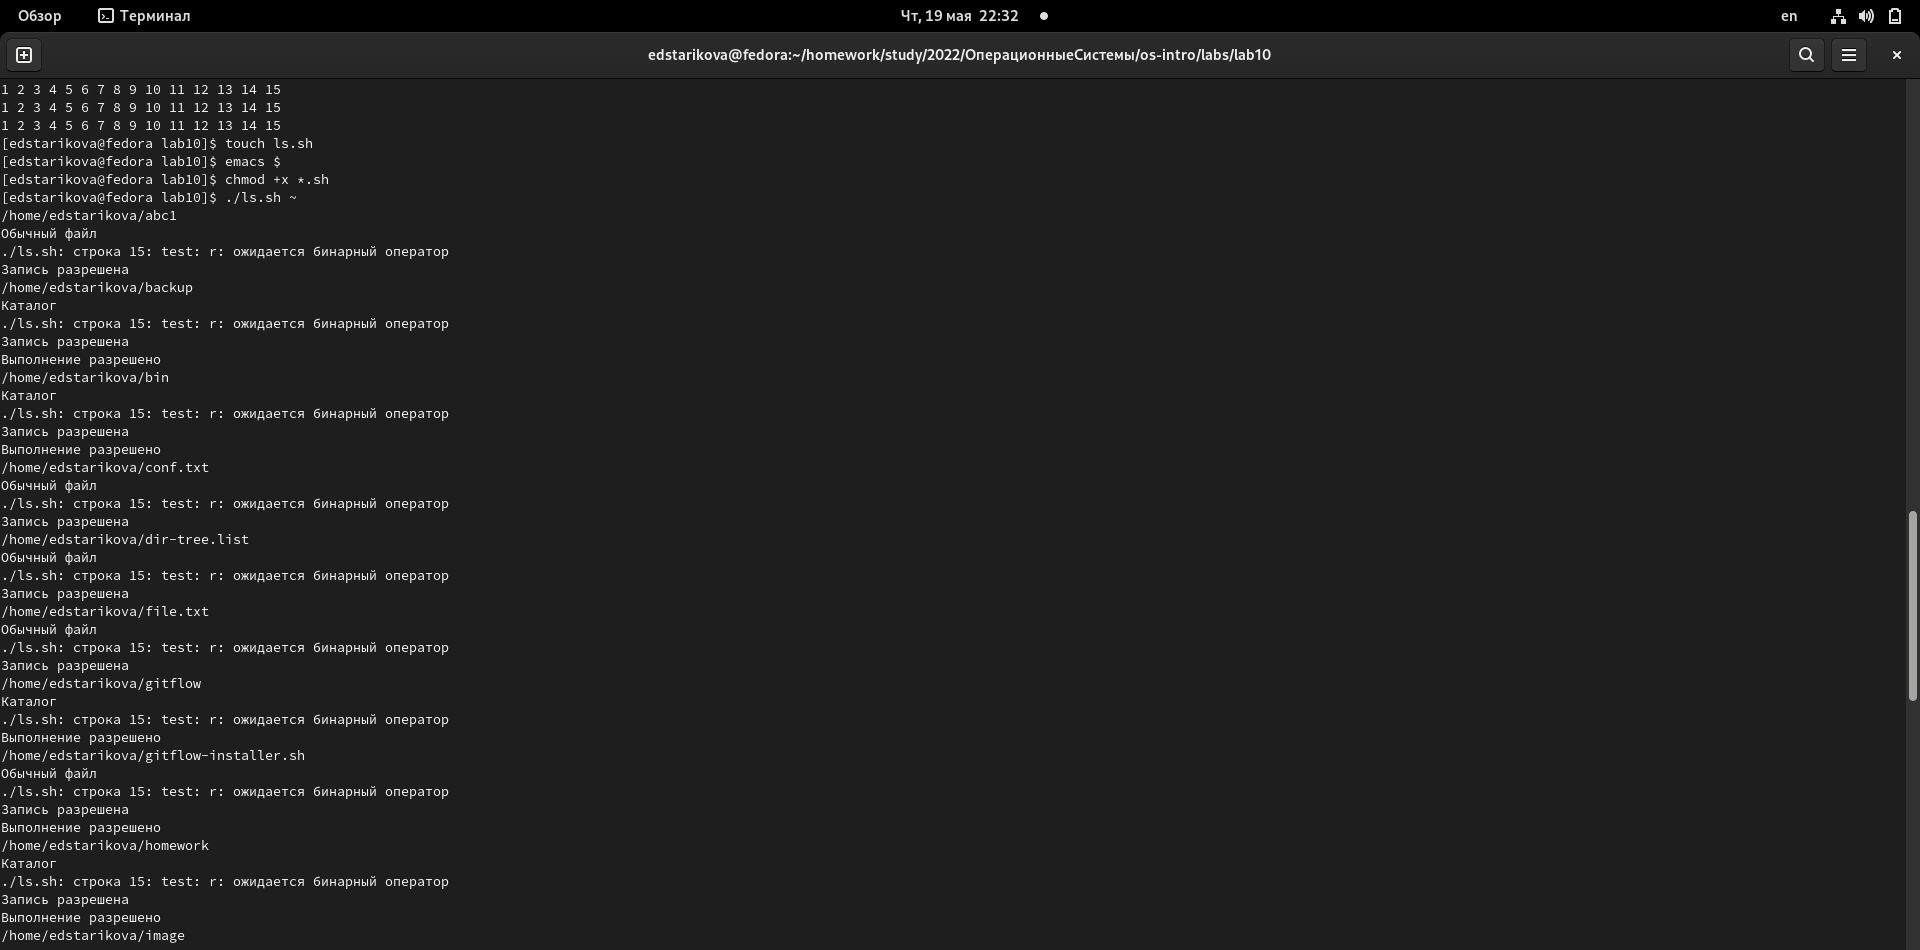 Обзор Терминал Чт, 19 мая 22:32 en
edstarikova@fedora:~/homework/study/2022/ОперационныеСистемы/os-intro/labs/lab10
1 2 3 4 5 6 7 8 9 10 11 12 13 14 15
1 2 3 4 5 6 7 8 9 10 11 12 13 14 15
1 2 3 4 5 6 7 8 9 10 11 12 13 14 15
[edstarikova@fedora lab10]$ touch ls.sh
[edstarikova@fedora lab10]$ emacs $
[edstarikova@fedora lab10]$ chmod +x *.sh
[edstarikova@fedora lab10]$ ./ls.sh ~
/home/edstarikova/abc1
Обычный файл
./ls.sh: строка 15: test: r: ожидается бинарный оператор
Запись разрешена
/home/edstarikova/backup
Каталог
./ls.sh: строка 15: test: r: ожидается бинарный оператор
Запись разрешена
Выполнение разрешено
/home/edstarikova/bin
Каталог
./ls.sh: строка 15: test: r: ожидается бинарный оператор
Запись разрешена
Выполнение разрешено
/home/edstarikova/conf.txt
Обычный файл
./ls.sh: строка 15: test: r: ожидается бинарный оператор
Запись разрешена
/home/edstarikova/dir-tree.list
Обычный файл
./ls.sh: строка 15: test: r: ожидается бинарный оператор
Запись разрешена
/home/edstarikova/file.txt
Обычный файл
./ls.sh: строка 15: test: r: ожидается бинарный оператор
Запись разрешена
/home/edstarikova/gitflow
Каталог
./ls.sh: строка 15: test: r: ожидается бинарный оператор
Выполнение разрешено
/home/edstarikova/gitflow-installer.sh
Обычный файл
./ls.sh: строка 15: test: r: ожидается бинарный оператор
Запись разрешена
Выполнение разрешено
/home/edstarikova/homework
Каталог
./ls.sh: строка 15: test: r: ожидается бинарный оператор
Запись разрешена
Выполнение разрешено
/home/edstarikova/image